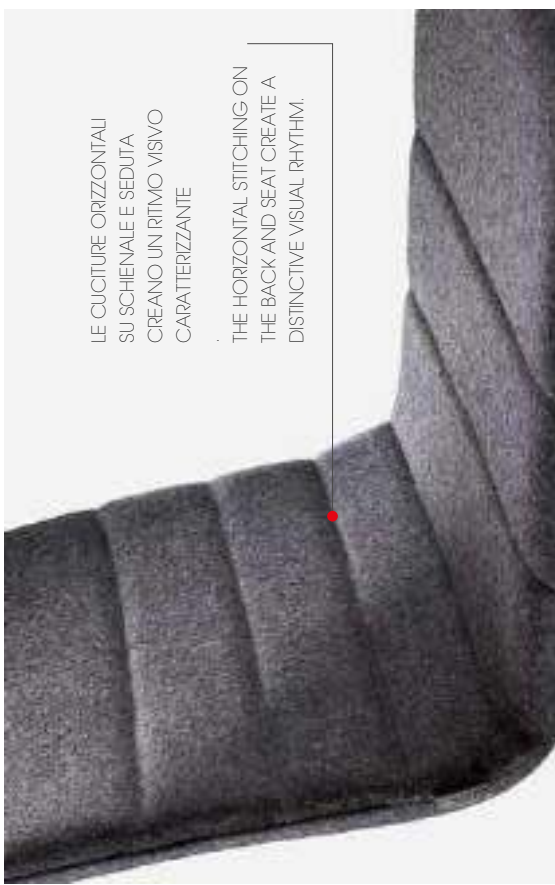 LE CUCITURE ORIZZONTALI
SU SCHIENALE E SEDUTA
CREANO UN RITMO VISIVO
CARATTERIZZANTE
.
THE HORIZONTAL STITCHING ON
THE BACK AND SEAT CREATE A
DISTINCTIVE VISUAL RHYTHM.